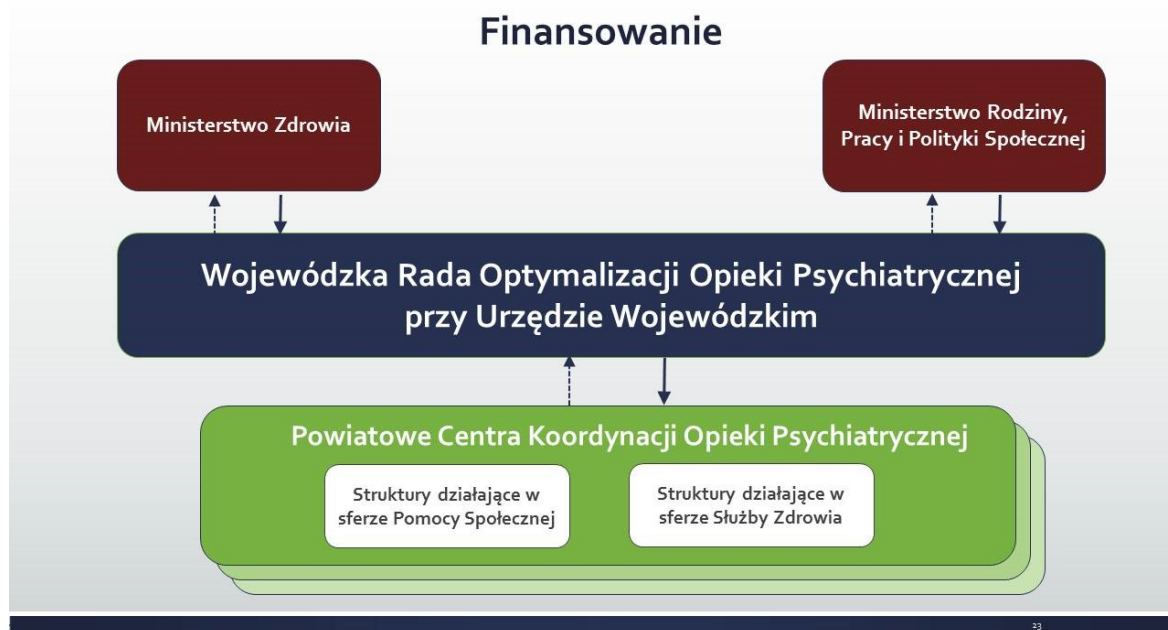 Finansowanie
Ministerstwo Zdrowia
Ministerstwo Rodziny,
Pracy i Polityki Społecznej
Wojewódzka Rada Optymalizacji Opieki Psychiatrycznej
przy Urzędzie Wojewódzkim
Powiatowe Centra Koordynacji Opieki Psychiatrycznej
Struktury działające w
sferze Pomocy Społecznej
Struktury działające w
sferze Służby Zdrowia
23